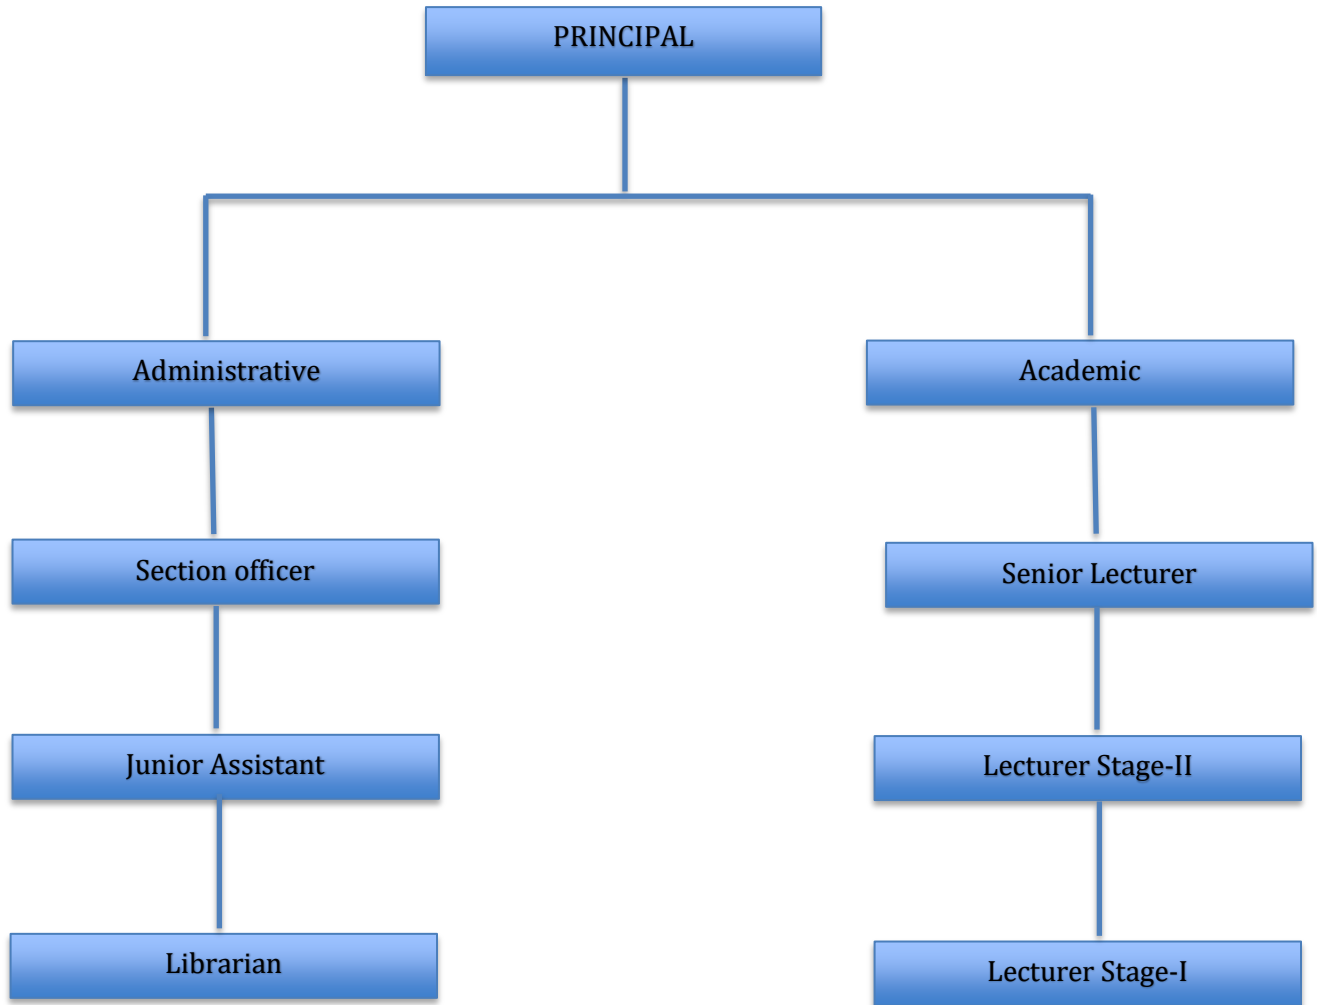 PRINCIPAL
Administrative
Academic
Section officer
Senior Lecturer
Junior Assistant
Lecturer Stage-II
Librarian
Lecturer Stage-I